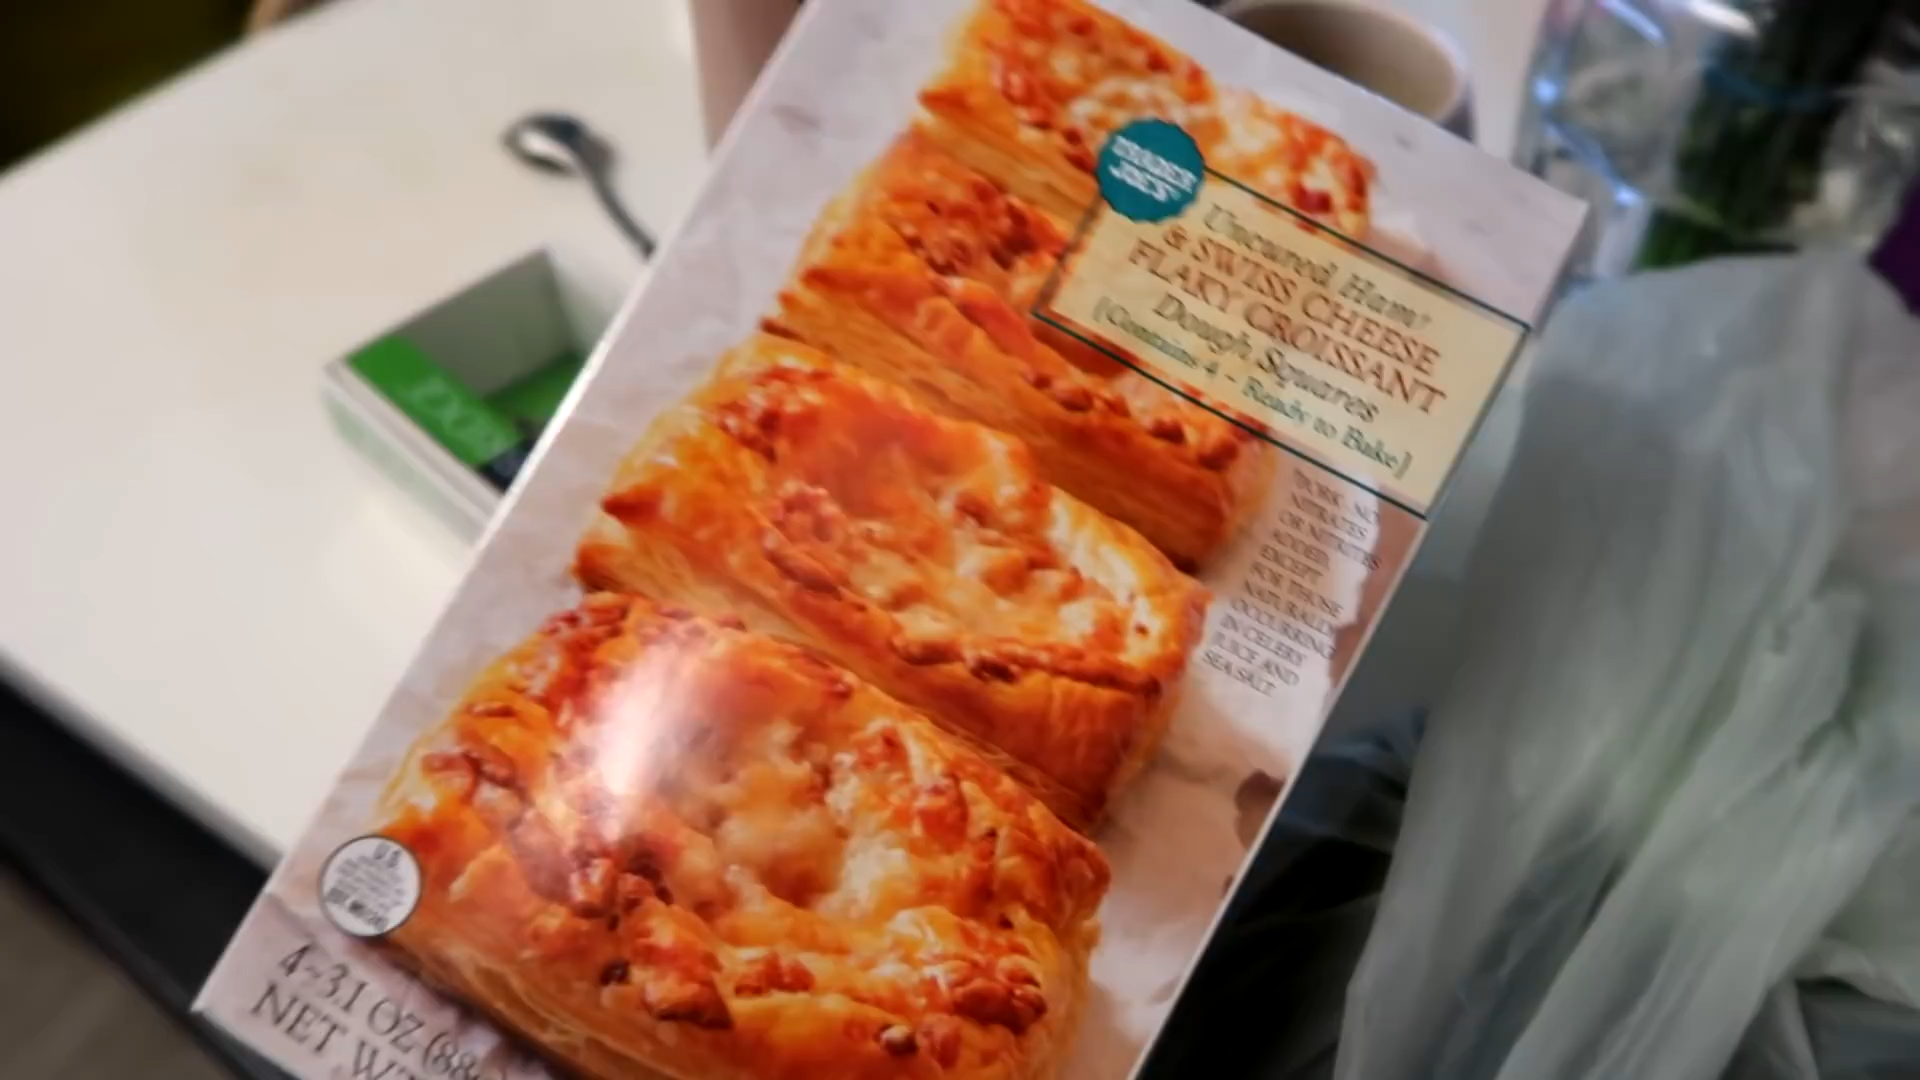 TRADER
JOE'S
Uncured Ham*
& SWISS CHEESE
FLAKY CROISSANT
Dough Squares
[Contains 4 - Ready to Bake]
*PORK - NO
NITRATES
OR NITRITES
ADDED,
EXCEPT
FOR THOSE
NATURALLY
OCCURRING
IN CELERY
JUICE AND
SEA SALT
U.S.
4~3.1 OZ (88
NET WT